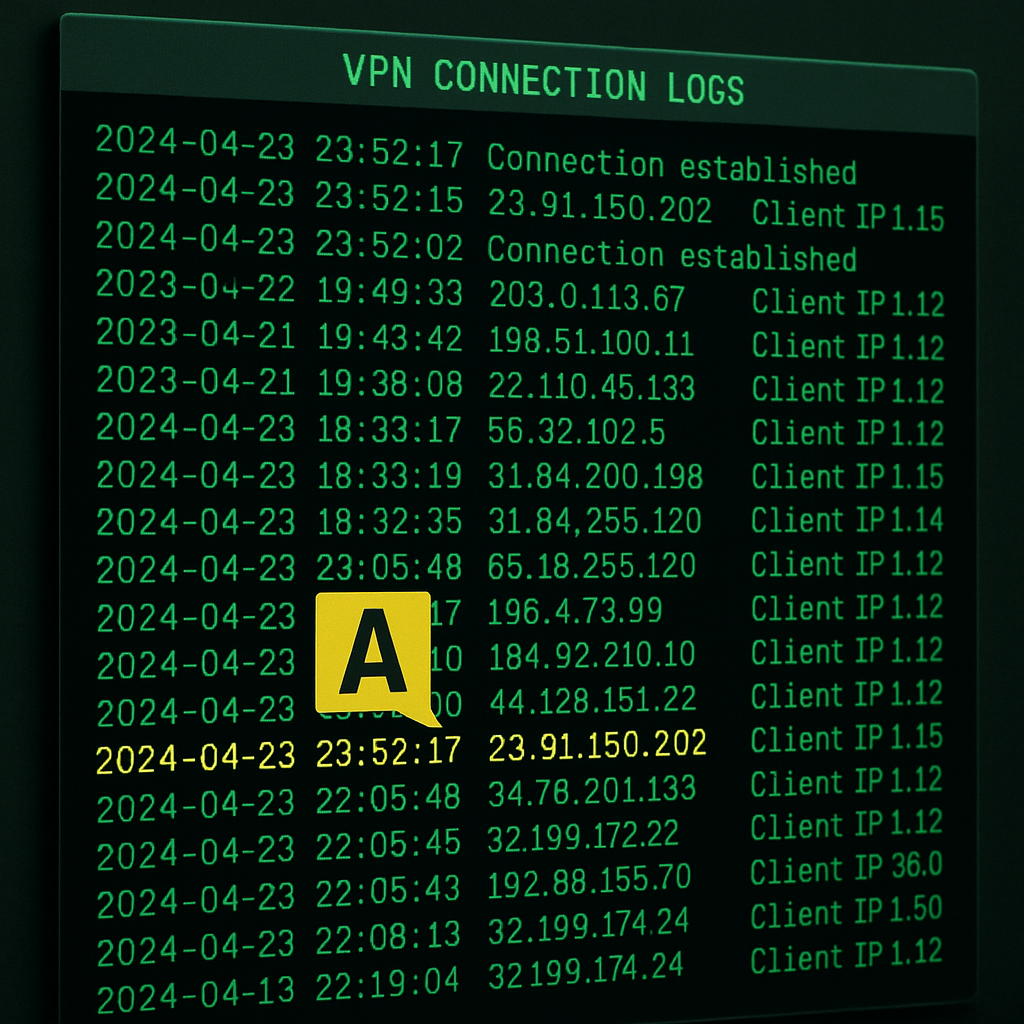 VPN CONNECTION LOGS
2024-04-23 23:52:17 Connection established
2024-04-23 23:52:15 23.91.150.202 Client IP 1.15
2024-04-23 23:52:02 Connection established
2023-04-22 19:49:33 203.0.113.67 Client IP 1.12
2023-04-21 19:43:42 198.51.100.11 Client IP 1.12
2023-04-21 19:38:08 22.110.45.133 Client IP 1.12
2024-04-23 18:33:17 56.32.102.5 Client IP 1.12
2024-04-23 18:33:19 31.84.200.198 Client IP 1.15
2024-04-23 18:32:35 31.84,255.120 Client IP 1.14
2024-04-23 23:05:48 65.18.255.120 Client IP 1.12
2024-04-23 17 196.4.73.99 Client IP 1.12
A
2024-04-23 10 184.92.210.10 Client IP 1.12
2024-04-23 00 44.128.151.22 Client IP 1.12
2024-04-23 23:52:17 23.91.150.202 Client IP 1.15
2024-04-23 22:05:48 34.78.201.133 Client IP 1.12
2024-04-23 22:05:45 32.199.172.22 Client IP 1.12
2024-04-23 22:05:43 192.88.155.70 Client IP 36.0
2024-04-23 22:08:13 32.199.174.24 Client IP 1.50
2024-04-13 22:19:04 32199.174.24 Client IP 1.12